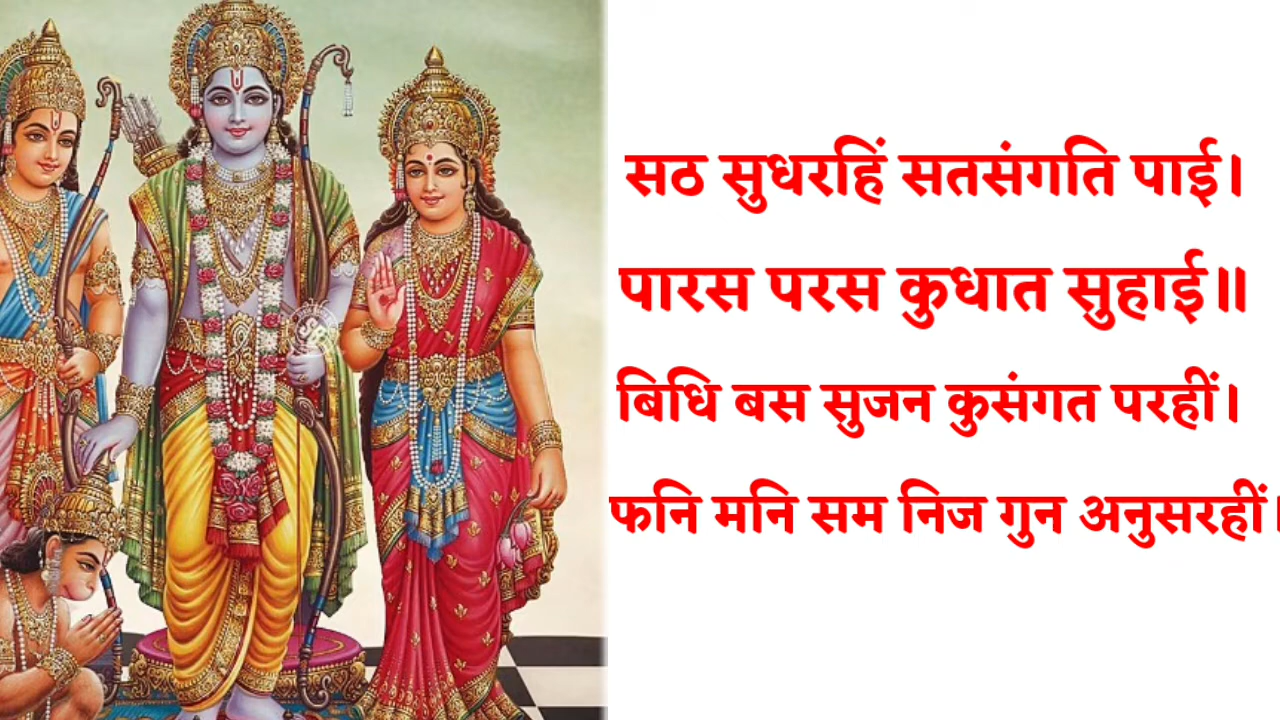 सठ सुधरहिं सतसंगति पाई।
पारस परस कुधात सुहाई॥
बिधि बस सुजन कुसंगत परहीं।
फनि मनि सम निज गुन अनुसरहीं।